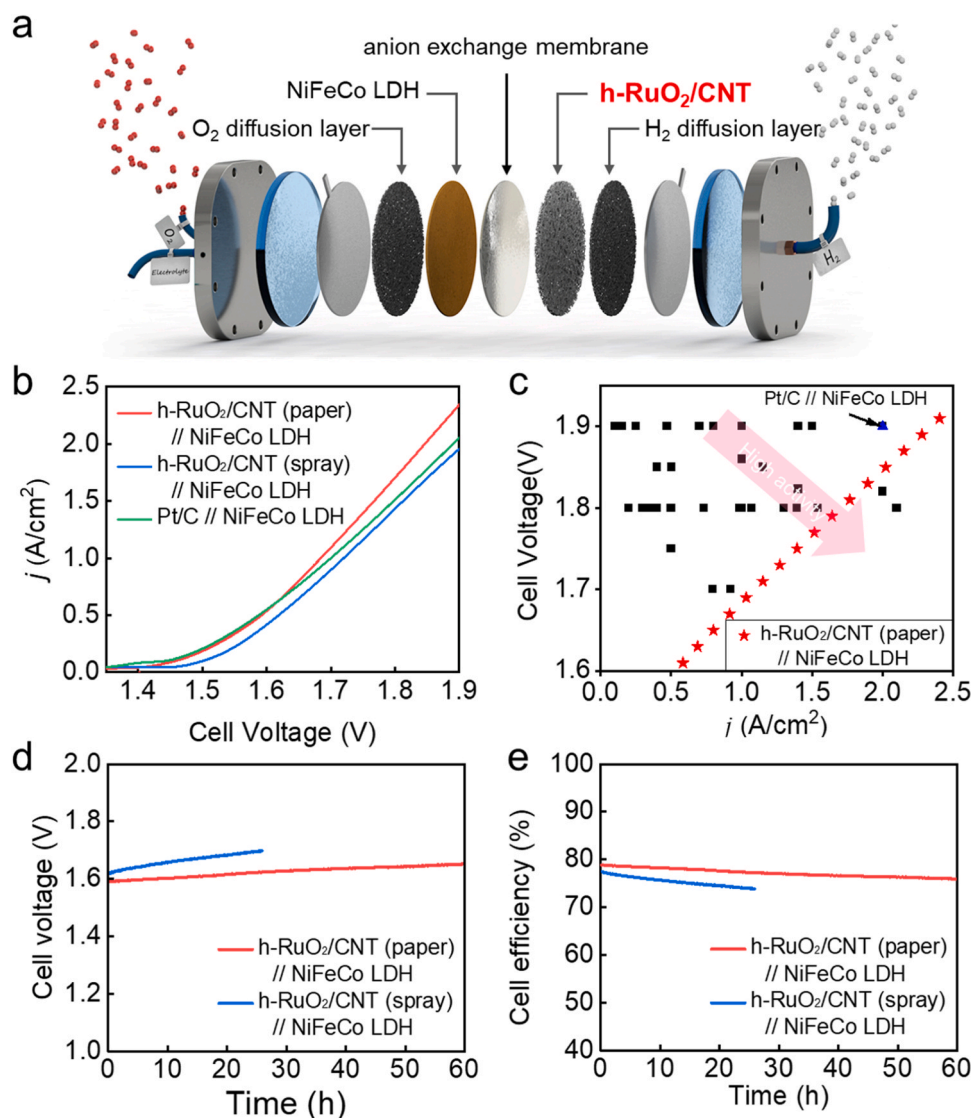 a
anion exchange membrane
NiFeCo LDH
h-RuO₂/CNT
O₂ diffusion layer
H₂ diffusion layer
O₂
Electrolyte
H₂
b
2.5
2.0
1.5
1.0
0.5
0.0
j (A/cm²)
h-RuO₂/CNT (paper)
// NiFeCo LDH
h-RuO₂/CNT (spray)
// NiFeCo LDH
Pt/C // NiFeCo LDH
1.4 1.5 1.6 1.7 1.8 1.9
Cell Voltage (V)
c
Pt/C // NiFeCo LDH
1.9
1.8
1.7
1.6
Cell Voltage(V)
High activity
h-RuO₂/CNT (paper)
// NiFeCo LDH
0.0 0.5 1.0 1.5 2.0 2.5
j (A/cm²)
d
2.0
1.8
1.6
1.4
1.2
1.0
Cell voltage (V)
h-RuO₂/CNT (paper)
// NiFeCo LDH
h-RuO₂/CNT (spray)
// NiFeCo LDH
0 10 20 30 40 50 60
Time (h)
e
100
90
80
70
60
50
40
Cell efficiency (%)
h-RuO₂/CNT (paper)
// NiFeCo LDH
h-RuO₂/CNT (spray)
// NiFeCo LDH
0 10 20 30 40 50 60
Time (h)